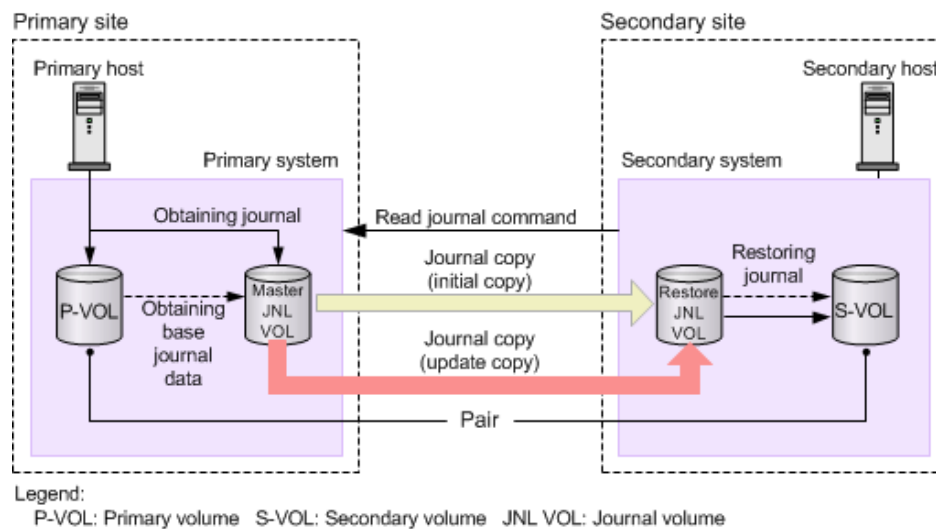 Primary site
Secondary site
Primary host
Secondary host
Primary system
Secondary system
Obtaining journal
Read journal command
Journal copy
(initial copy)
Restoring
journal
P-VOL
Master
JNL
VOL
Restore
JNL
VOL
S-VOL
Obtaining
base
journal
data
Journal copy
(update copy)
Pair
Legend:
P-VOL: Primary volume S-VOL: Secondary volume JNL VOL: Journal volume